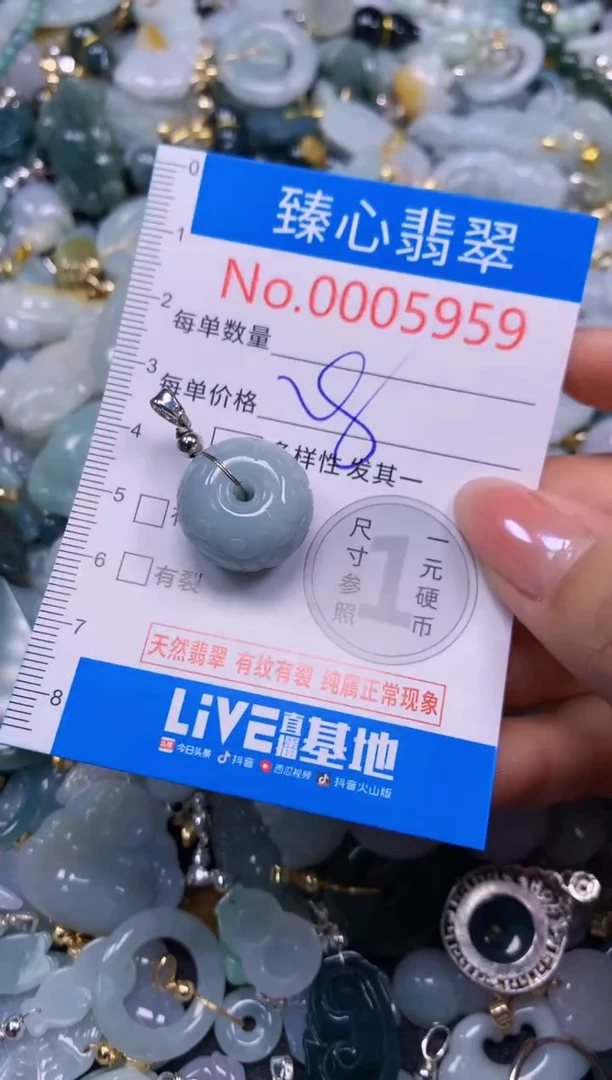 臻心翡翠
No.0005959
每单数量
每单价格
8
多样性 发其一
有裂
尺寸参照
1
一元硬币
天然翡翠 有纹有裂 纯属正常现象
LiVE直播基地
今日头条 抖音 西瓜视频 抖音火山版
0
1
2
3
4
5
6
7
8